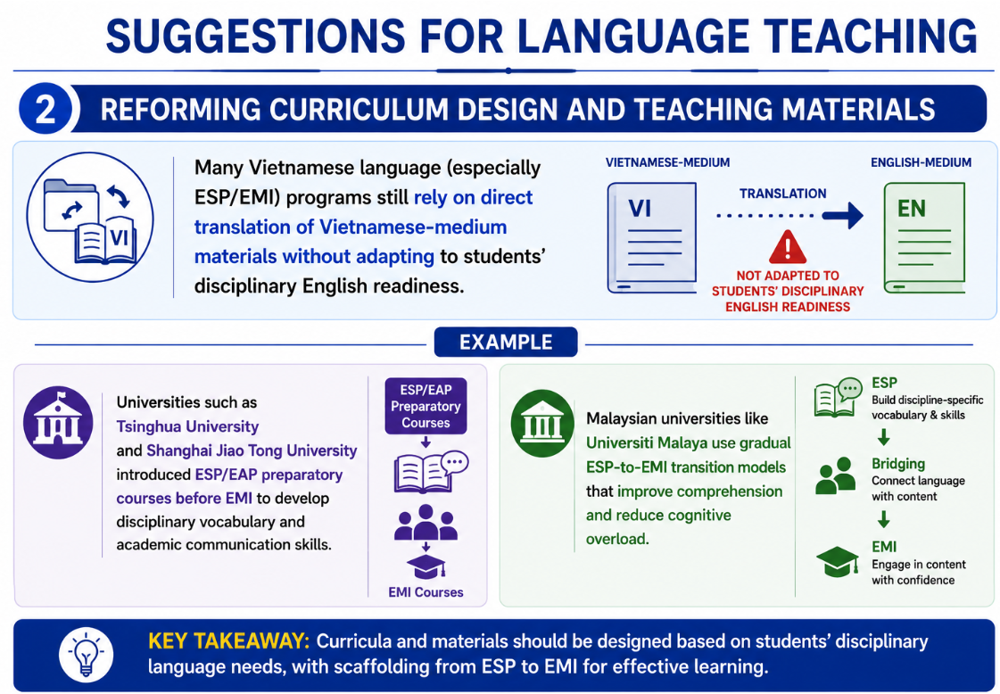 SUGGESTIONS FOR LANGUAGE TEACHING
2 REFORMING CURRICULUM DESIGN AND TEACHING MATERIALS
VI
Many Vietnamese language (especially
ESP/EMI) programs still rely on direct
translation of Vietnamese-medium
materials without adapting to students'
disciplinary English readiness.
VIETNAMESE-MEDIUM
ENGLISH-MEDIUM
VI
TRANSLATION
EN
NOT ADAPTED TO
STUDENTS' DISCIPLINARY
ENGLISH READINESS
EXAMPLE
Universities such as
Tsinghua University
and Shanghai Jiao Tong University
introduced ESP/EAP preparatory
courses before EMI to develop
disciplinary vocabulary and
academic communication skills.
ESP/EAP
Preparatory
Courses
EMI Courses
Malaysian universities like
Universiti Malaya use gradual
ESP-to-EMI transition models
that improve comprehension
and reduce cognitive
overload.
ESP
Build discipline-specific
vocabulary & skills
Bridging
Connect language
with content
EMI
Engage in content
with confidence
KEY TAKEAWAY: Curricula and materials should be designed based on students' disciplinary
language needs, with scaffolding from ESP to EMI for effective learning.